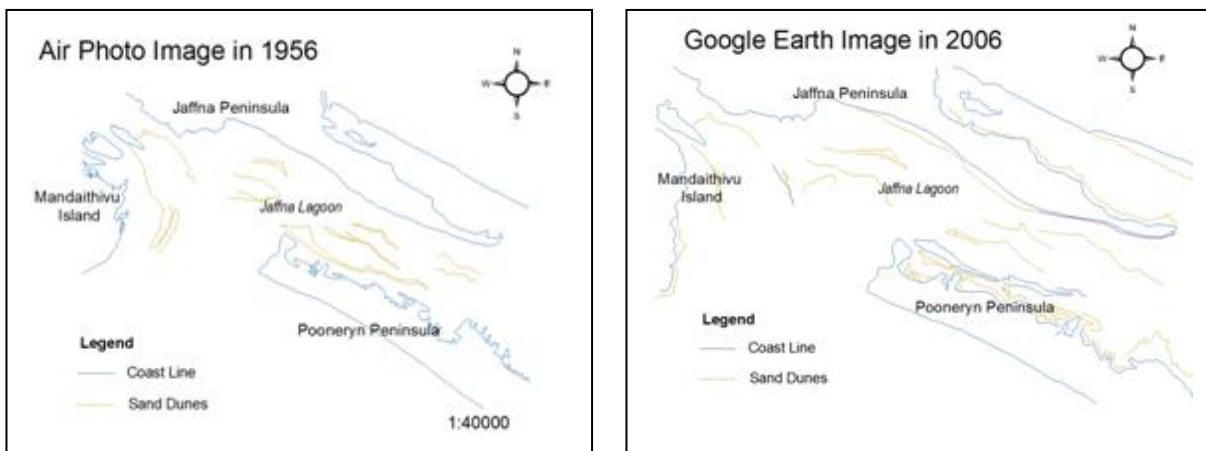 Air Photo Image in 1956
N
W
E
S
Jaffna Peninsula
Mandaithivu
Island
Jaffna Lagoon
Pooneryn Peninsula
Legend
Coast Line
Sand Dunes
1:40000
Google Earth Image in 2006
N
W
E
S
Jaffna Peninsula
Mandaithivu
Island
Jaffna Lagoon
Pooneryn Peninsula
Legend
Coast Line
Sand Dunes